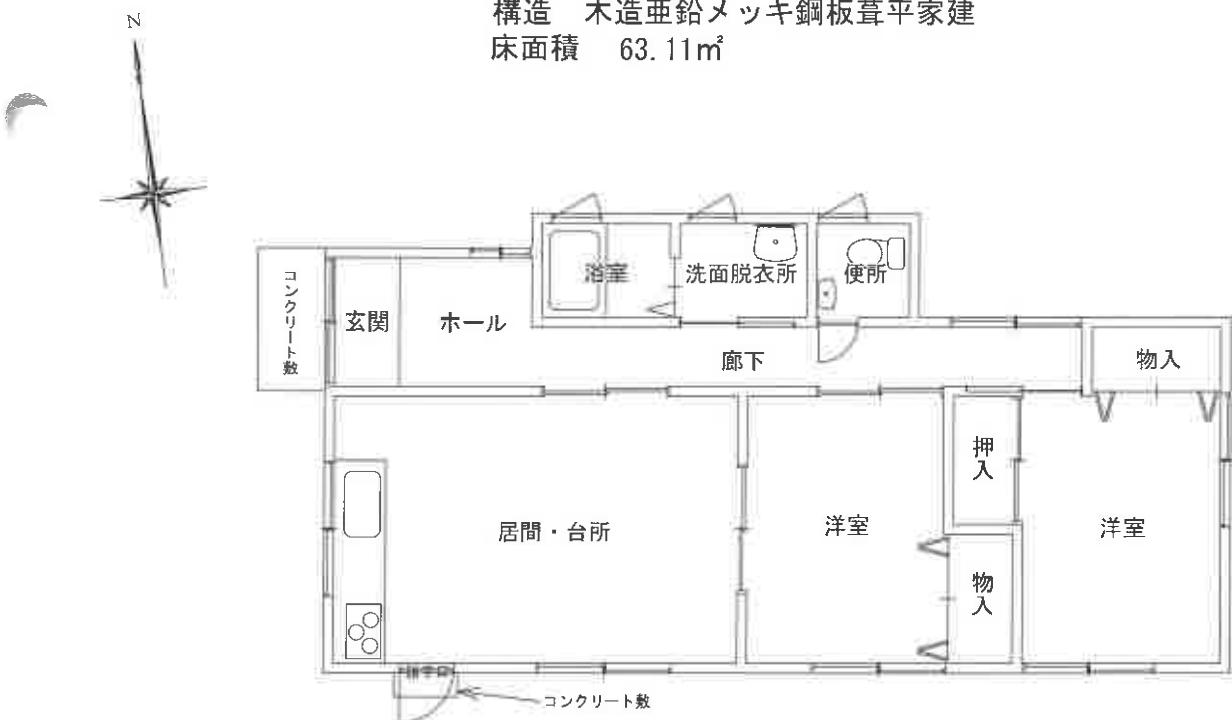 構造 木造亜鉛メッキ鋼板葺平家建
床面積 63.11㎡
N
コンクリート敷
玄関
ホール
浴室
洗面脱衣所
便所
廊下
物入
居間・台所
洋室
押入
物入
洋室
勝手口
コンクリート敷